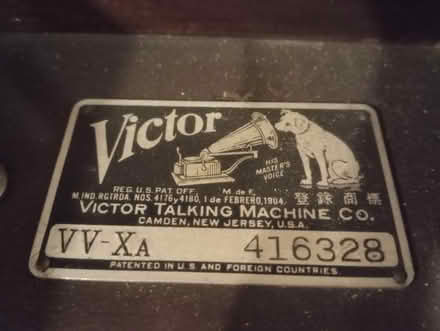 Victor
HIS
MASTER'S
VOICE
REG. U.S. PAT. OFF. M. de F.
M. IND. RGTRDA. NOS. 4176 y 4180, 1 de FEBRERO, 1904. 登録商標
VICTOR TALKING MACHINE CO.
CAMDEN, NEW JERSEY, U.S.A.
VV-XA 416328
PATENTED IN U.S. AND FOREIGN COUNTRIES.